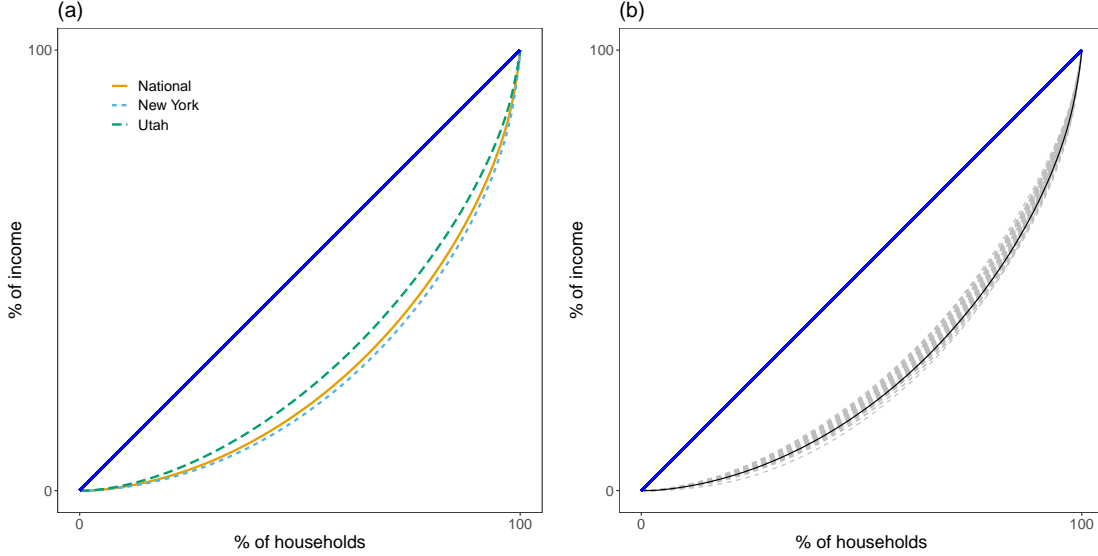 (a)
100
National
New York
Utah
% of income
0
0
100
% of households
(b)
100
% of income
0
0
100
% of households